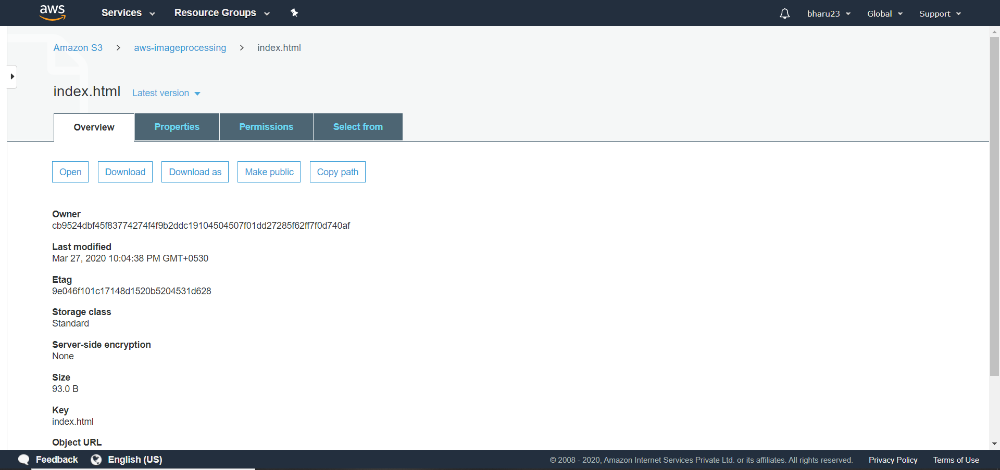 aws Services Resource Groups bharu23 Global Support
Amazon S3 > aws-imageprocessing > index.html
index.html Latest version
Overview Properties Permissions Select from
Open Download Download as Make public Copy path
Owner
cb9524dbf45f83774274f4f9b2ddc19104504507f01dd27285f62ff7f0d740af
Last modified
Mar 27, 2020 10:04:38 PM GMT+0530
Etag
9e046f101c17148d1520b5204531d628
Storage class
Standard
Server-side encryption
None
Size
93.0 B
Key
index.html
Object URL
Feedback English (US) © 2008 - 2020, Amazon Internet Services Private Ltd. or its affiliates. All rights reserved. Privacy Policy Terms of Use